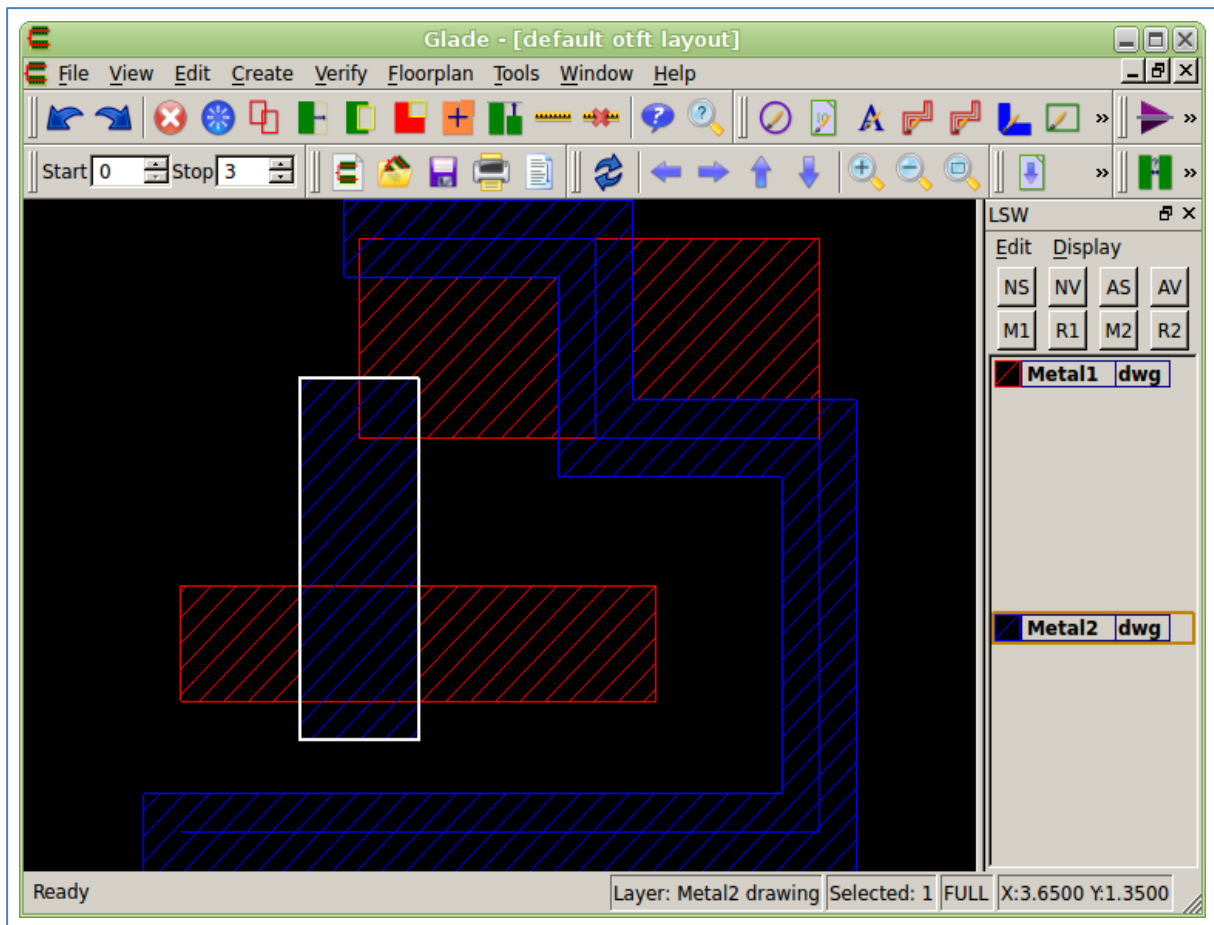 Glade - [default otft layout]
File View Edit Create Verify Floorplan Tools Window Help
Start 0 Stop 3
LSW
Edit Display
NS NV AS AV
M1 R1 M2 R2
Metal1 dwg
Metal2 dwg
Ready Layer: Metal2 drawing Selected: 1 FULL X:3.6500 Y:1.3500